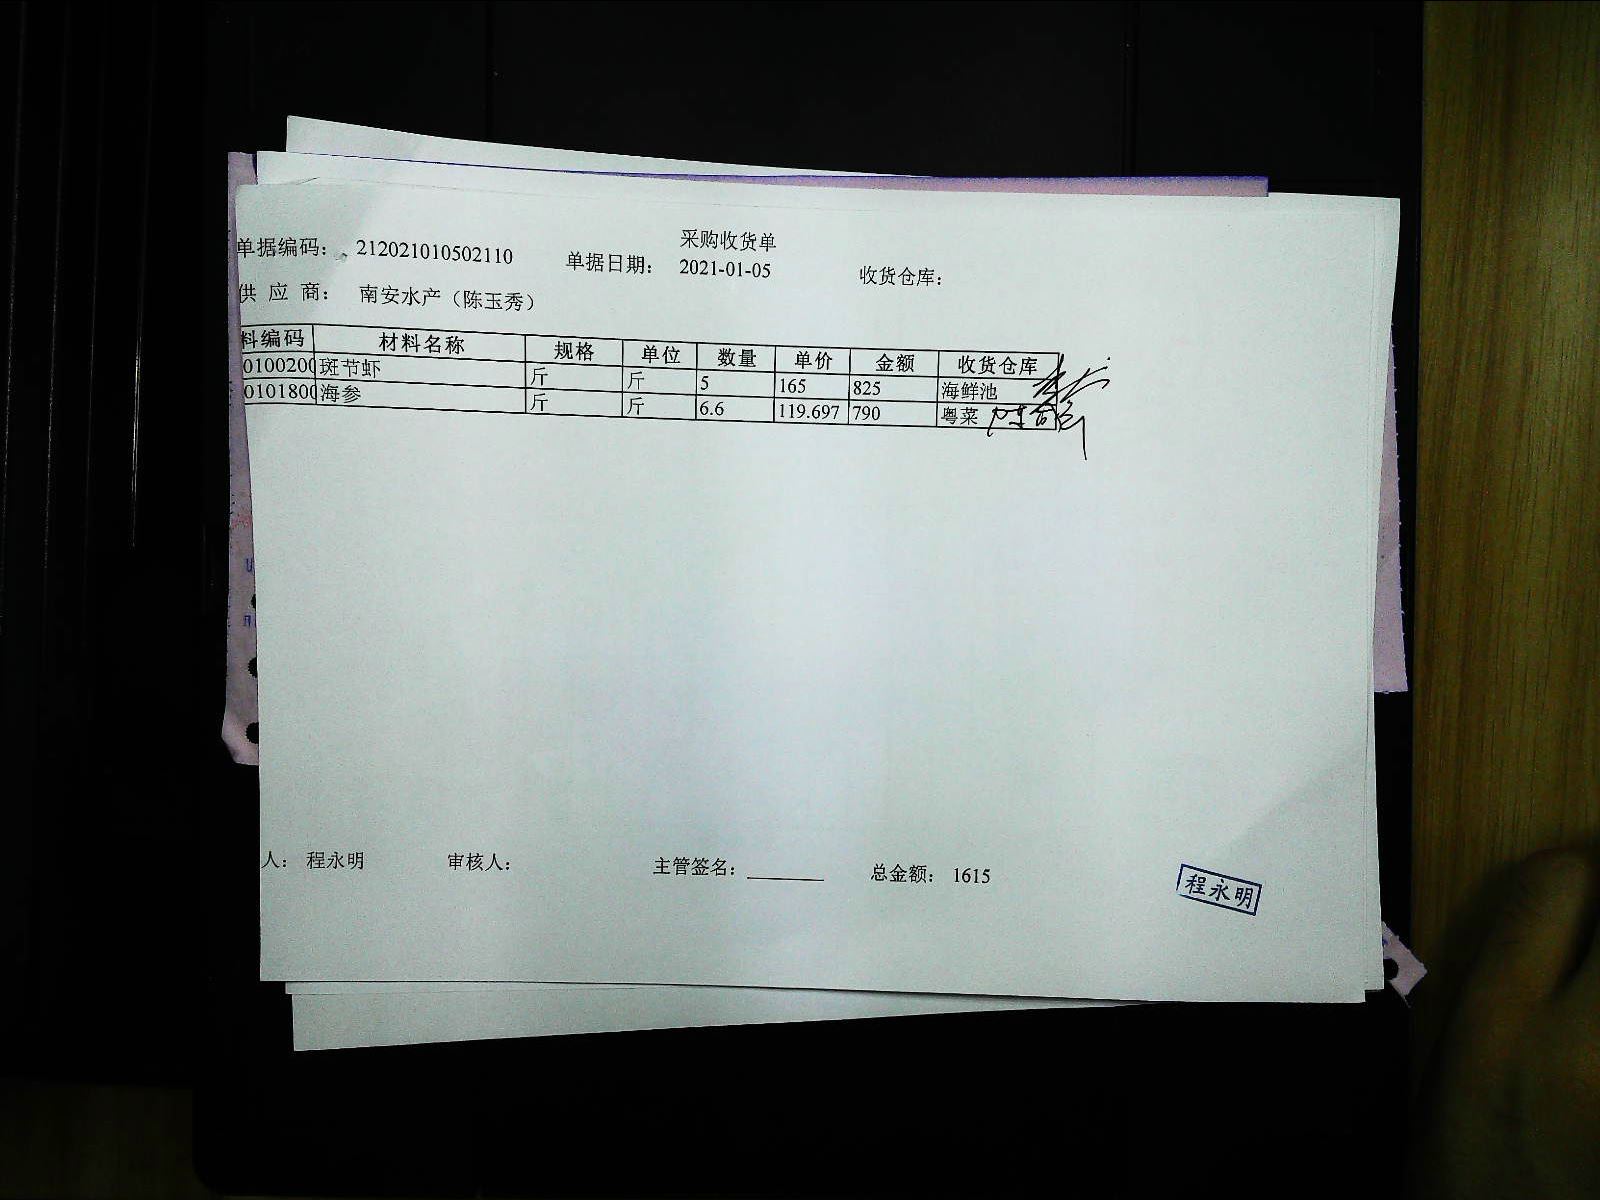 采购收货单
单据编码： 212021010502110 单据日期： 2021-01-05 收货仓库：
供 应 商： 南安水产（陈玉秀）
料编码 材料名称 规格 单位 数量 单价 金额 收货仓库
0100200 斑节虾 斤 斤 5 165 825 海鲜池
0101800 海参 斤 斤 6.6 119.697 790 粤菜
人： 程永明 审核人： 主管签名： 总金额： 1615
程永明